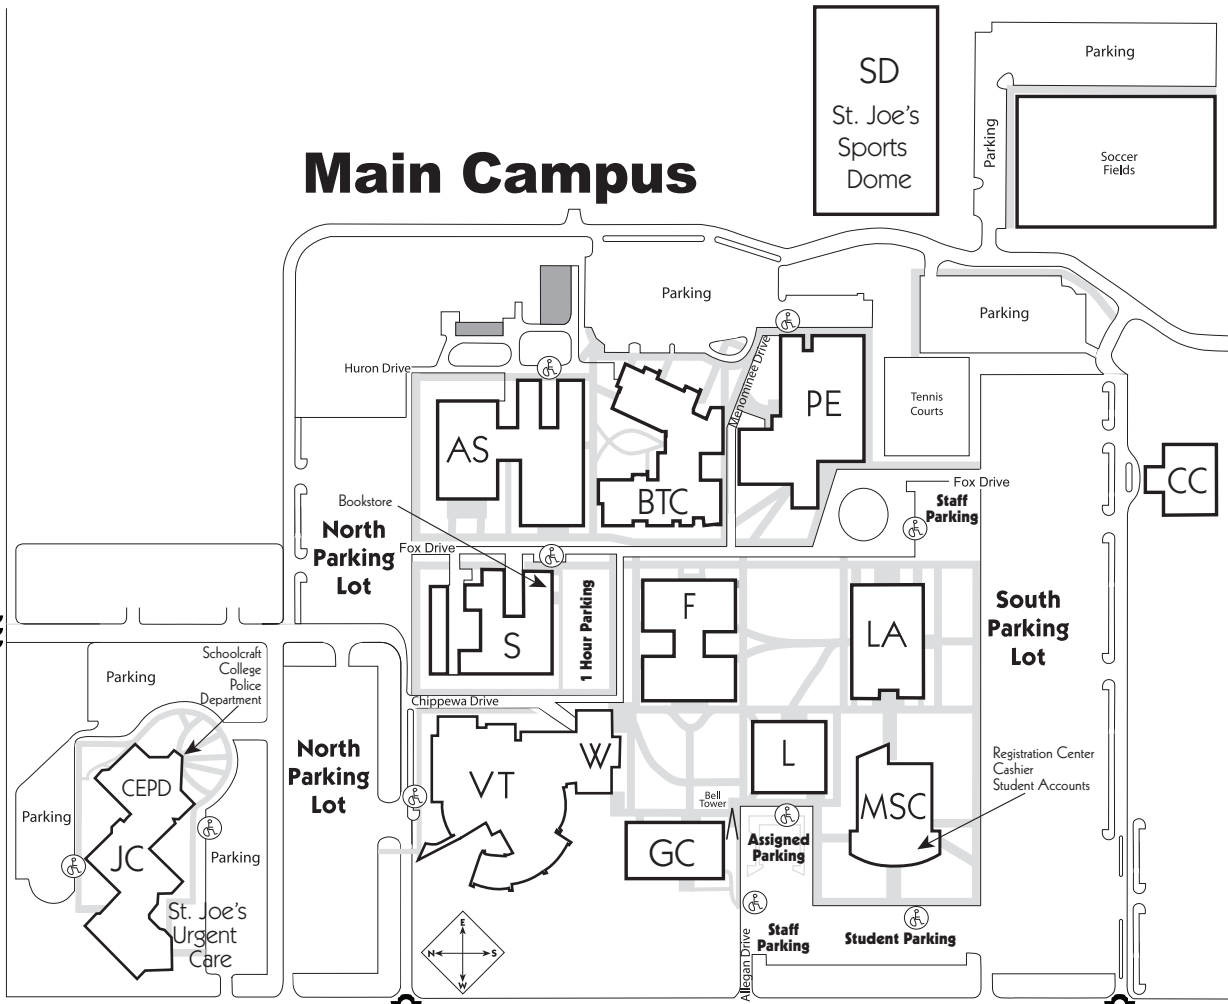 Main Campus
SD
St. Joe's
Sports
Dome
Parking
Parking
Soccer
Fields
Parking
Parking
Huron Drive
Menominee Drive
PE
Tennis
Courts
AS
BTC
CC
Bookstore
North
Parking
Lot
Fox Drive
Fox Drive
Staff
Parking
S
1 Hour Parking
F
LA
South
Parking
Lot
Schoolcraft
College
Police
Department
Parking
Chippewa Drive
North
Parking
Lot
CEPD
VT
W
L
Registration Center
Cashier
Student Accounts
Bell
Tower
MSC
Parking
JC
Parking
GC
Assigned
Parking
St. Joe's
Urgent
Care
E
N
S
W
Allegan Drive
Staff
Parking
Student Parking